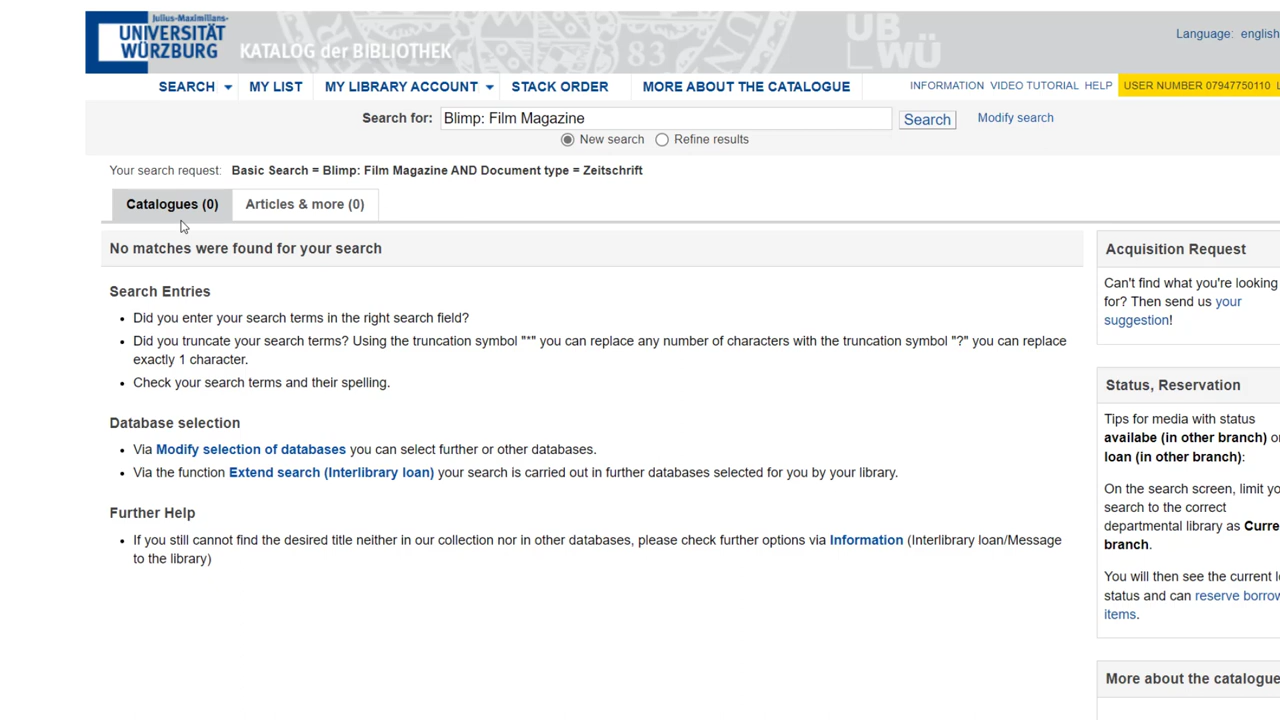 Julius-Maximilians-
UNIVERSITÄT
WÜRZBURG
KATALOG der BIBLIOTHEK
83
UB
WÜ
Language: english
SEARCH
MY LIST
MY LIBRARY ACCOUNT
STACK ORDER
MORE ABOUT THE CATALOGUE
INFORMATION VIDEO TUTORIAL HELP
USER NUMBER 07947750110
Search for: Blimp: Film Magazine Search Modify search
New search Refine results
Your search request: Basic Search = Blimp: Film Magazine AND Document type = Zeitschrift
Catalogues (0) Articles & more (0)
No matches were found for your search
Search Entries
• Did you enter your search terms in the right search field?
• Did you truncate your search terms? Using the truncation symbol "*" you can replace any number of characters with the truncation symbol "?" you can replace
exactly 1 character.
• Check your search terms and their spelling.
Database selection
• Via Modify selection of databases you can select further or other databases.
• Via the function Extend search (Interlibrary loan) your search is carried out in further databases selected for you by your library.
Further Help
• If you still cannot find the desired title neither in our collection nor in other databases, please check further options via Information (Interlibrary loan/Message
to the library)
Acquisition Request
Can't find what you're looking
for? Then send us your
suggestion!
Status, Reservation
Tips for media with status
availabe (in other branch) or
loan (in other branch):
On the search screen, limit
search to the correct
departmental library as
branch.
You will then see the current
status and can reserve
items.
More about the catalogue